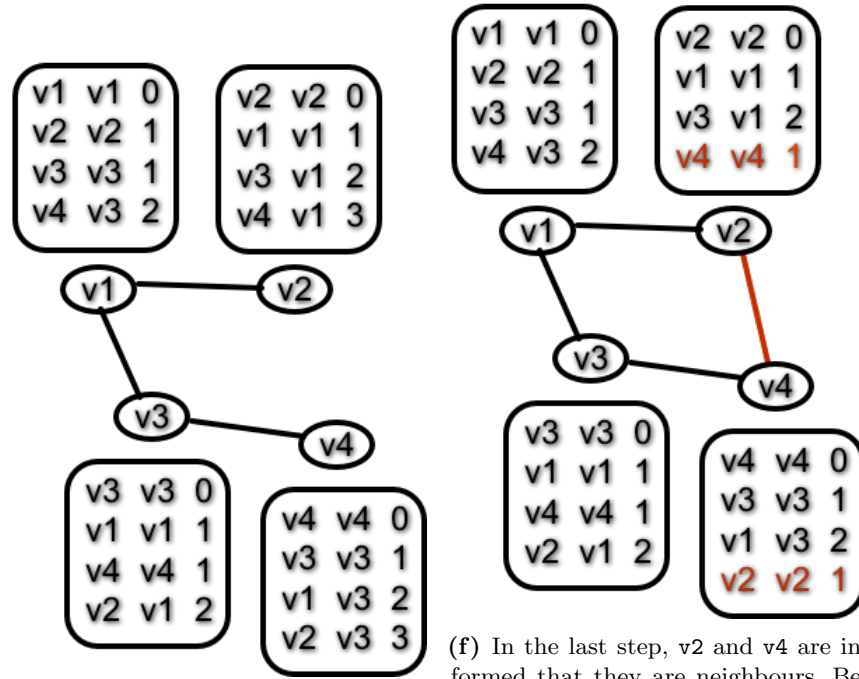 v1 v1 0
v2 v2 1
v3 v3 1
v4 v3 2
v2 v2 0
v1 v1 1
v3 v1 2
v4 v1 3
v1
v2
v3
v4
v3 v3 0
v1 v1 1
v4 v4 1
v2 v1 2
v4 v4 0
v3 v3 1
v1 v3 2
v2 v3 3
v1 v1 0
v2 v2 1
v3 v3 1
v4 v3 2
v2 v2 0
v1 v1 1
v3 v1 2
v4 v4 1
v1
v2
v3
v4
v3 v3 0
v1 v1 1
v4 v4 1
v2 v1 2
v4 v4 0
v3 v3 1
v1 v3 2
v2 v2 1
(f) In the last step, v2 and v4 are in
formed that they are neighbours. Be